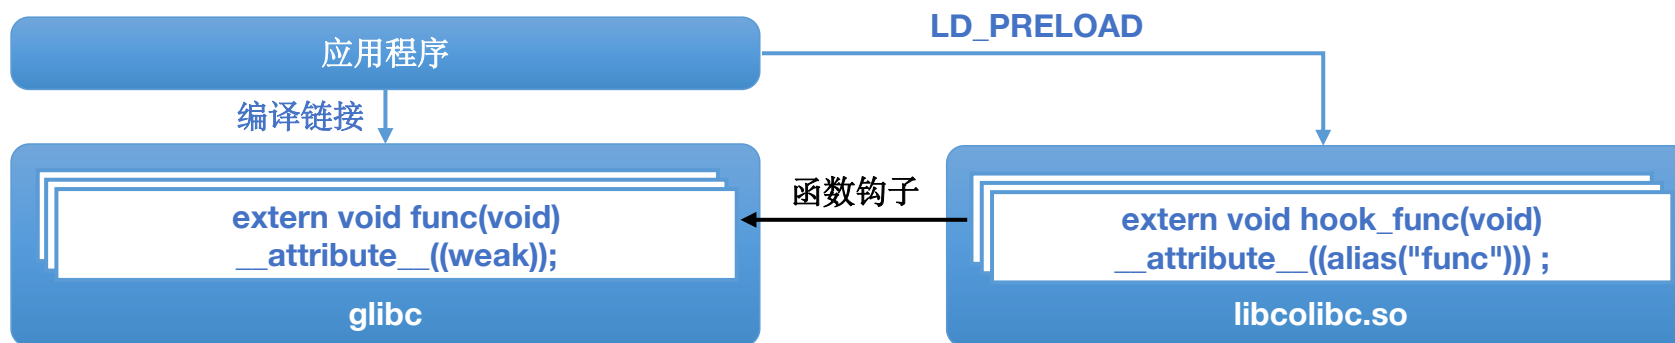 应用程序
LD_PRELOAD
编译链接
函数钩子
extern void func(void)
__attribute__((weak));
glibc
extern void hook_func(void)
__attribute__((alias("func"))) ;
libcolibc.so